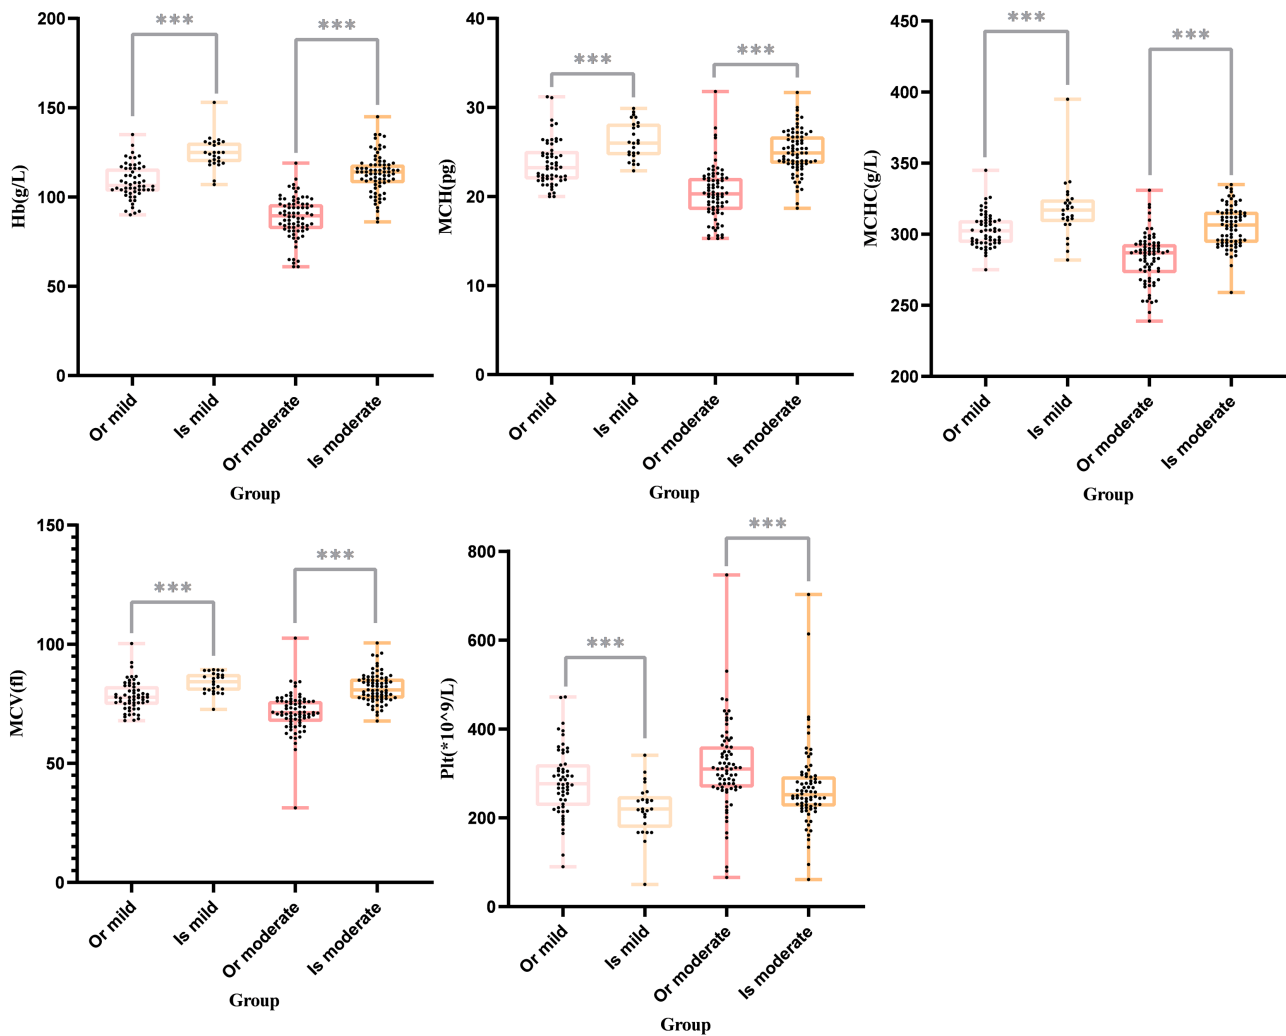 Hb(g/L)
200
150
100
50
0
***
***
Or mild
Is mild
Or moderate
Is moderate
Group
MCH(pg)
40
30
20
10
0
***
***
Or mild
Is mild
Or moderate
Is moderate
Group
MCHC(g/L)
450
400
350
300
250
200
***
***
Or mild
Is mild
Or moderate
Is moderate
Group
MCV(fl)
150
100
50
0
***
***
Or mild
Is mild
Or moderate
Is moderate
Group
Plt(*10^9/L)
800
600
400
200
0
***
***
Or mild
Is mild
Or moderate
Is moderate
Group